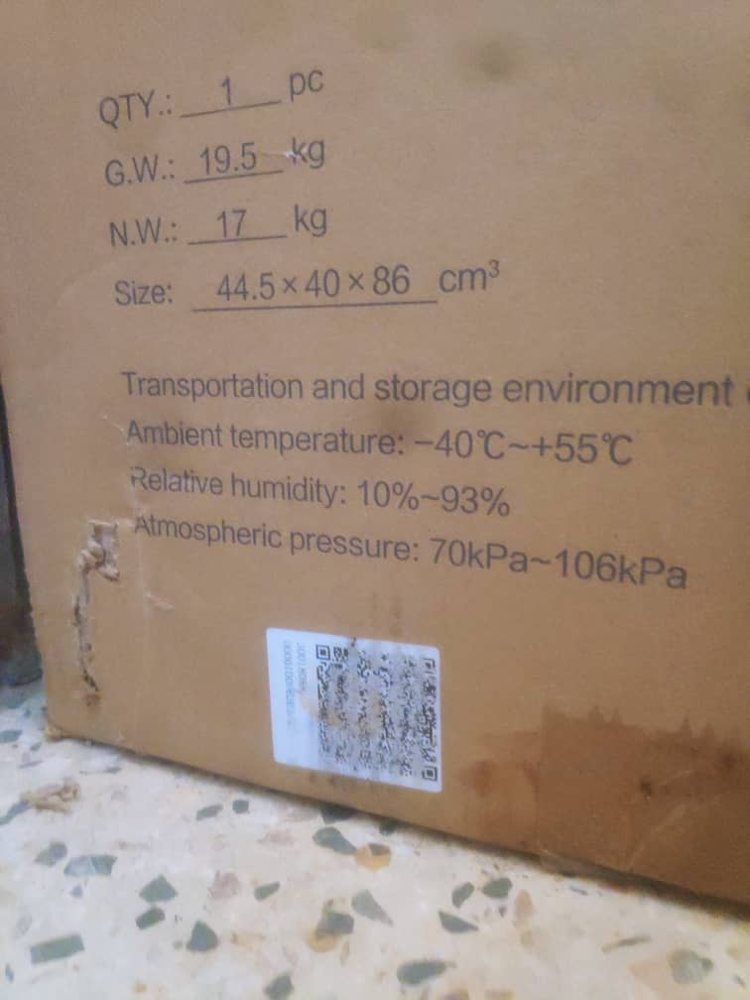 QTY.: 1 pc
G.W.: 19.5 kg
N.W.: 17 kg
Size: 44.5×40×86 cm³
Transportation and storage environment
Ambient temperature: −40℃~+55℃
Relative humidity: 10%~93%
Atmospheric pressure: 70kPa~106kPa